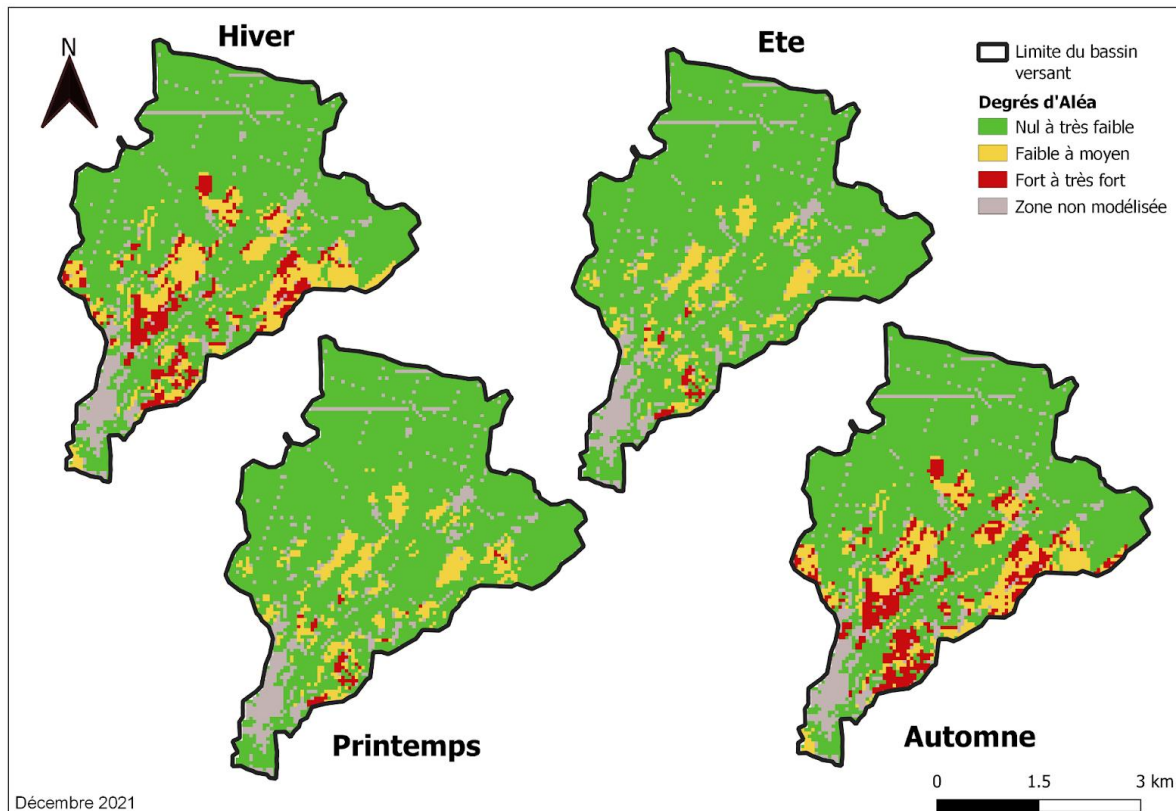 Hiver
Ete
N
Limite du bassin
versant
Degrés d'Aléa
Nul à très faible
Faible à moyen
Fort à très fort
Zone non modélisée
Printemps
Automne
Décembre 2021
0 1.5 3 km